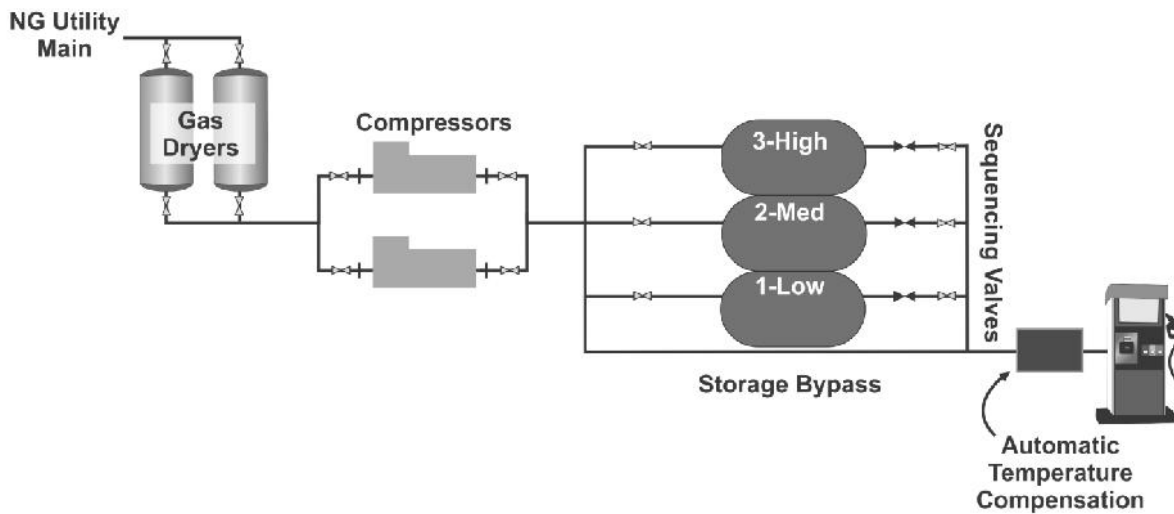 NG Utility
Main
Gas
Dryers
Compressors
3-High
2-Med
1-Low
Sequencing Valves
Storage Bypass
Automatic
Temperature
Compensation